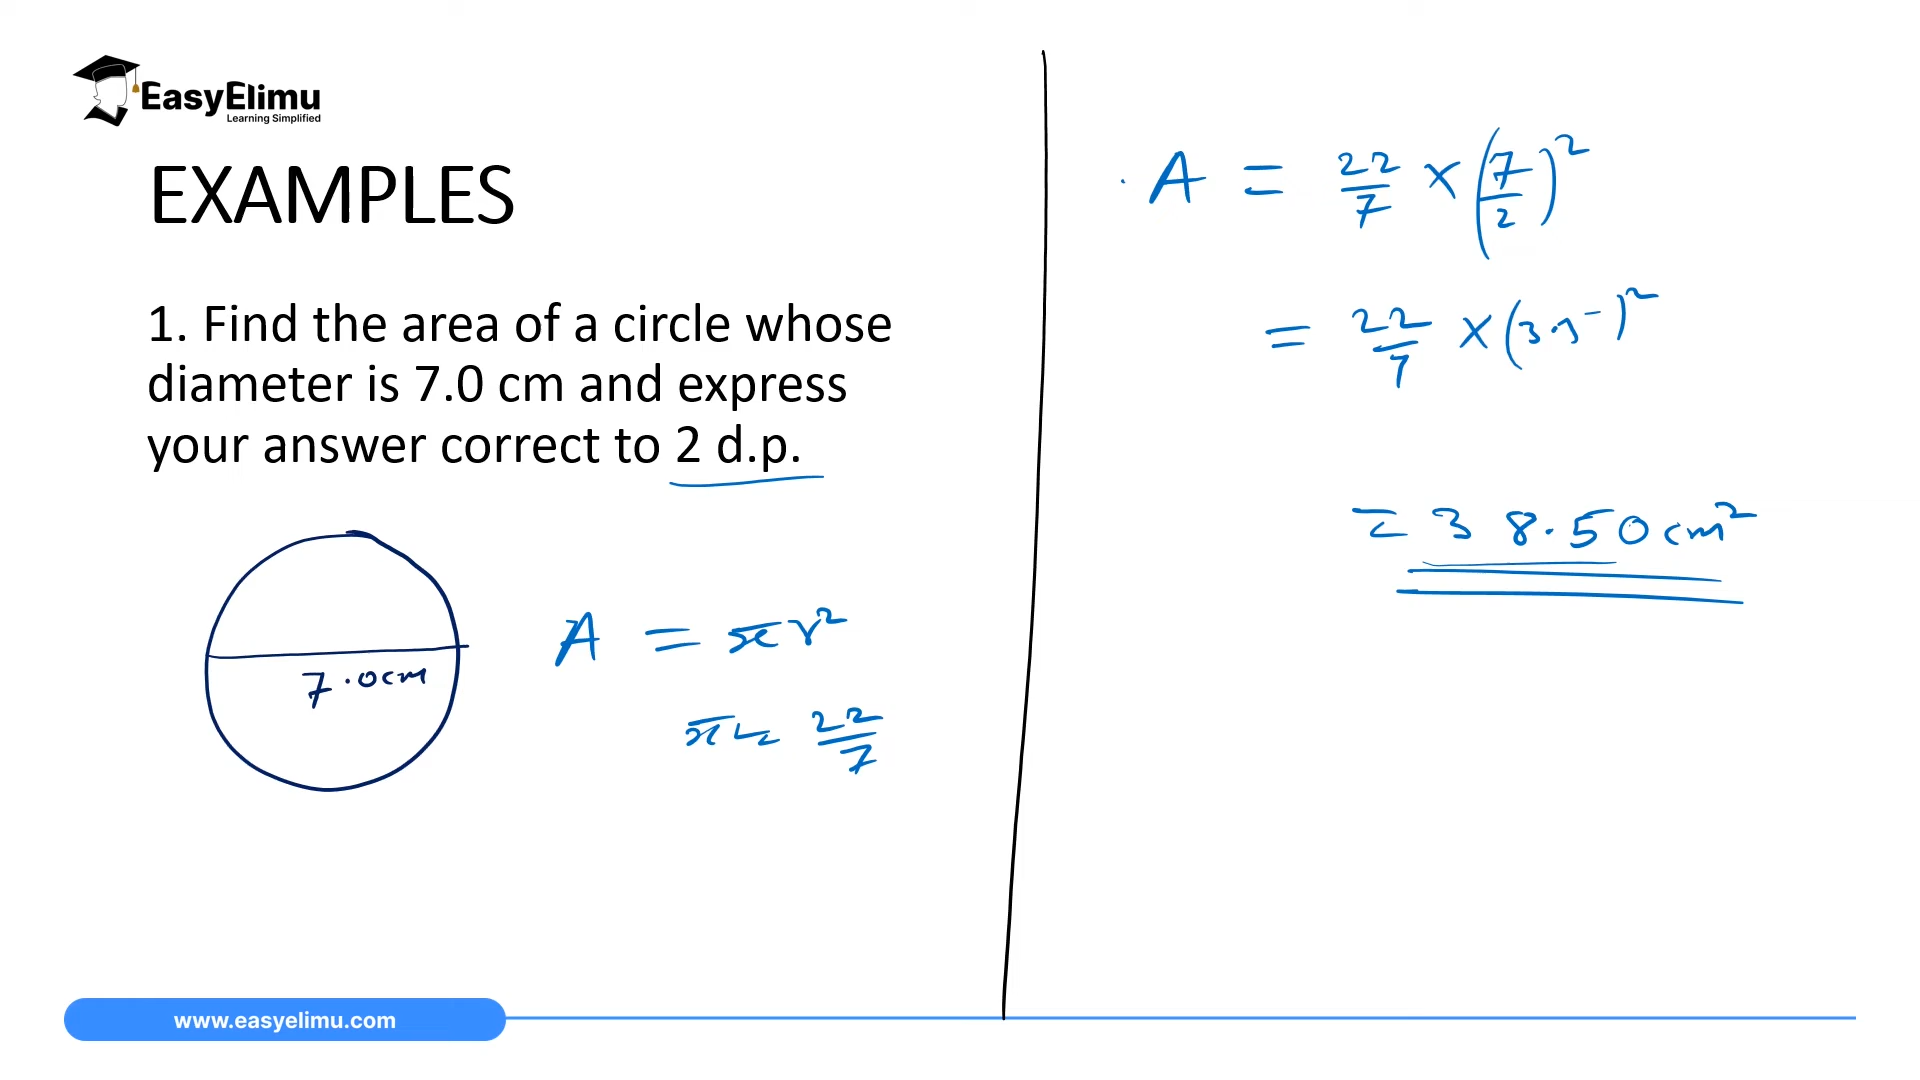 EasyElimu
Learning Simplified
EXAMPLES
1. Find the area of a circle whose
diameter is 7.0 cm and express
your answer correct to 2 d.p.
7.0cm
A = πr²
π = 22/7
A = 22/7 × (7/2)²
= 22/7 × (3.5)²
= 38.50cm²
www.easyelimu.com